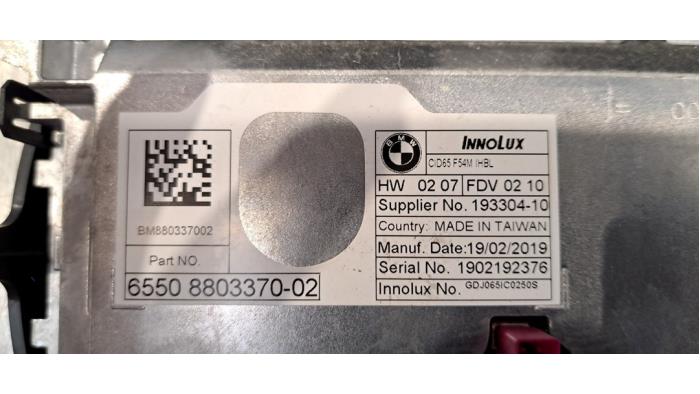 BM880337002
Part NO.
6550 8803370-02
BMW
INNOLUX
CID65 F54M IHBL
HW 02 07 FDV 02 10
Supplier No. 193304-10
Country: MADE IN TAIWAN
Manuf. Date:19/02/2019
Serial No. 1902192376
Innolux No. GDJ065IC0250S